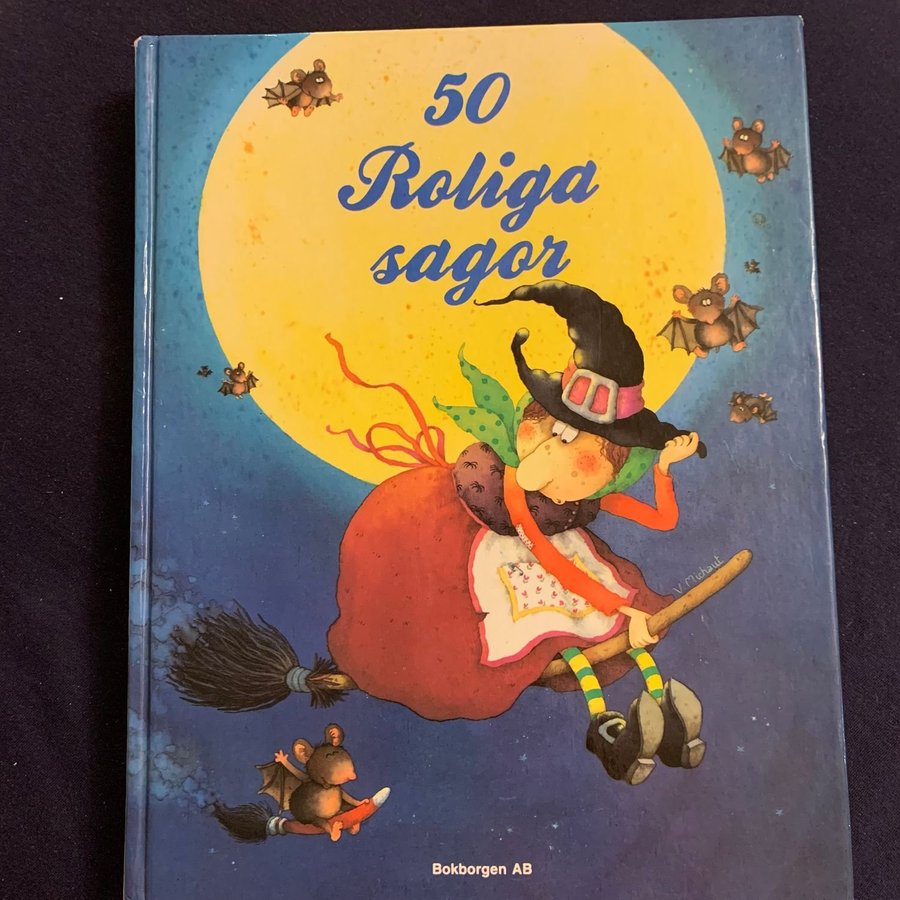 50
Roliga
sagor
V. Michaut
Bokborgen AB